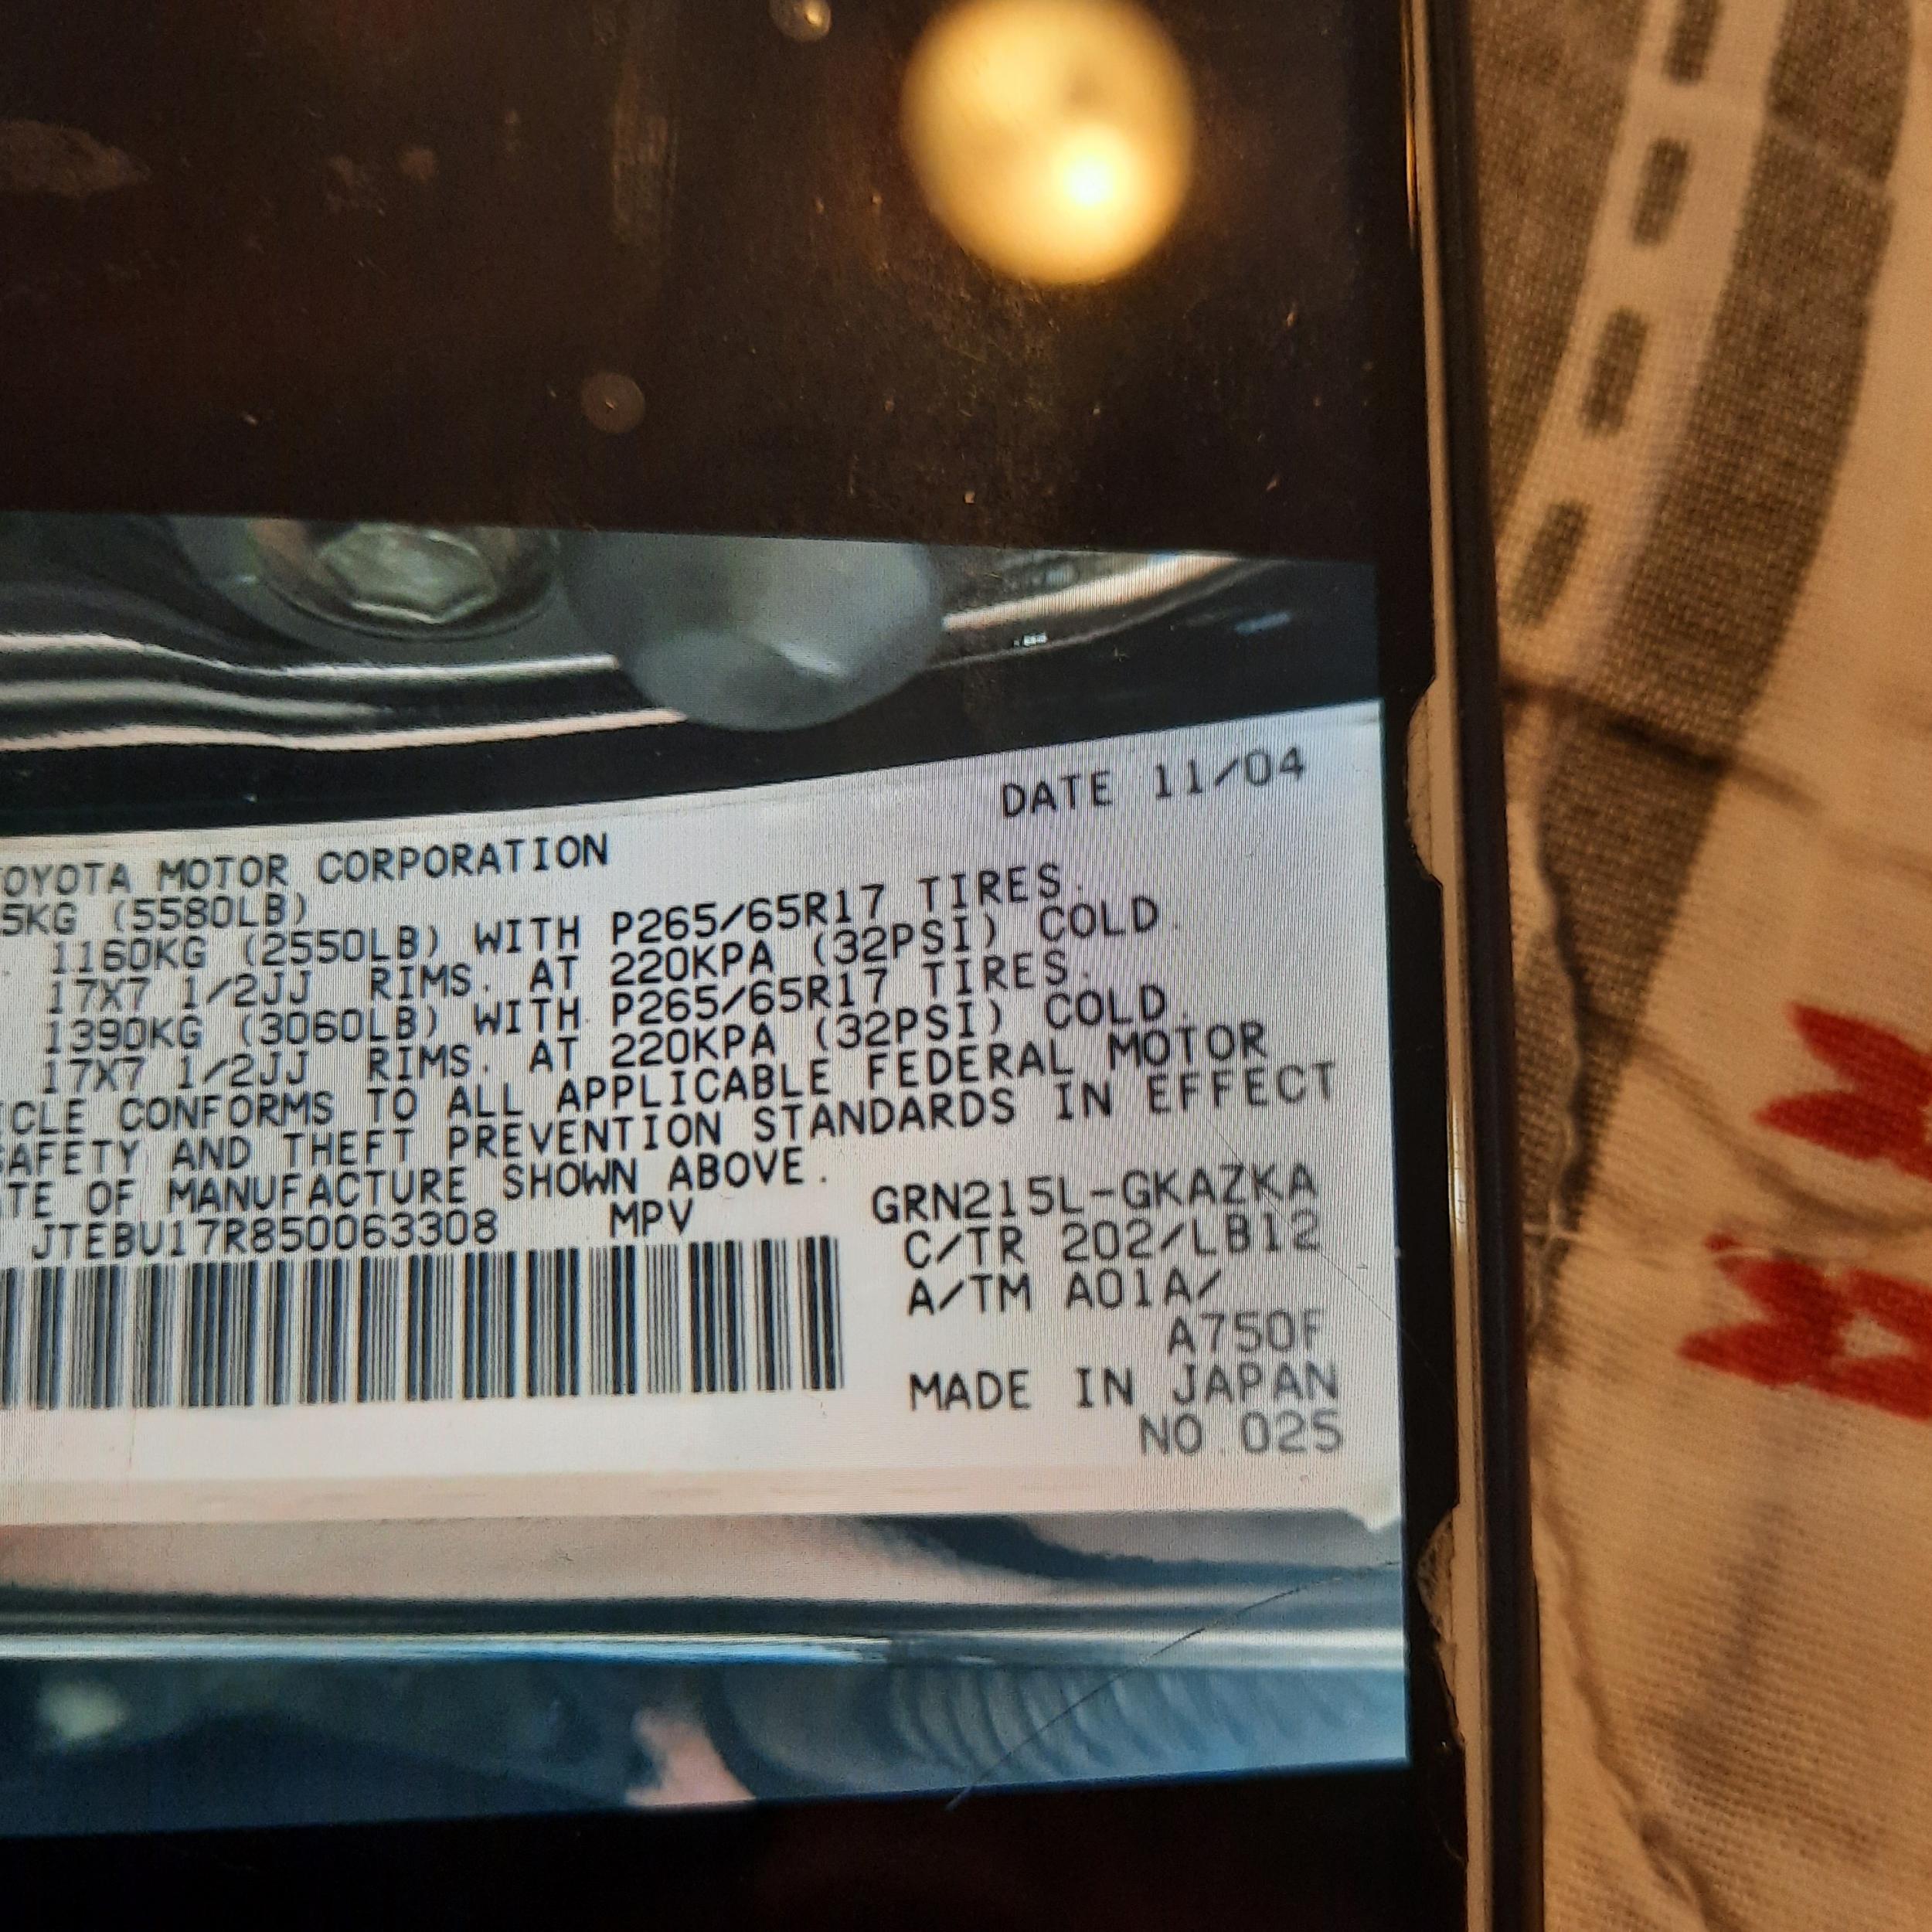 DATE 11/04
TOYOTA MOTOR CORPORATION
5KG (5580LB)
1160KG (2550LB) WITH P265/65R17 TIRES.
17X7 1/2JJ RIMS. AT 220KPA (32PSI) COLD.
1390KG (3060LB) WITH P265/65R17 TIRES.
17X7 1/2JJ RIMS. AT 220KPA (32PSI) COLD.
ICLE CONFORMS TO ALL APPLICABLE FEDERAL MOTOR
SAFETY AND THEFT PREVENTION STANDARDS IN EFFECT
ATE OF MANUFACTURE SHOWN ABOVE.
JTEBU17R850063308 MPV
GRN215L-GKAZKA
C/TR 202/LB12
A/TM A01A/
A750F
MADE IN JAPAN
NO.025